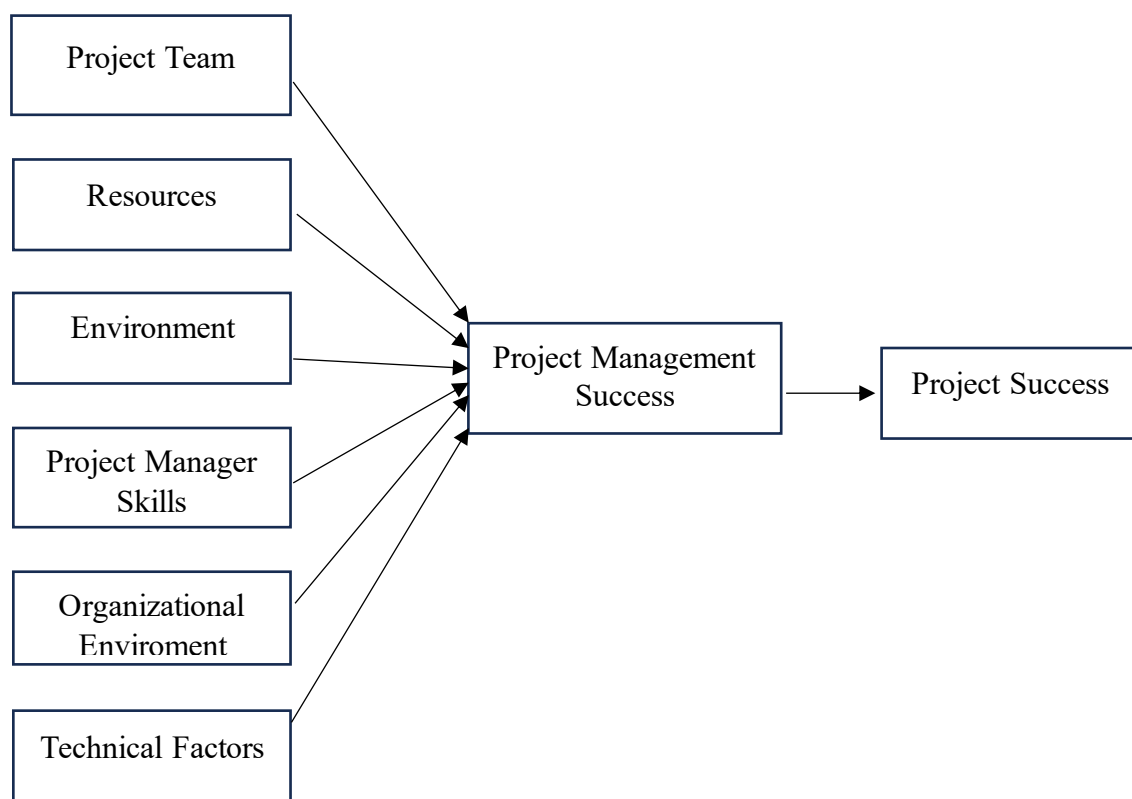 Project Team
Resources
Environment
Project Manager
Skills
Organizational
Enviroment
Technical Factors
Project Management
Success
Project Success